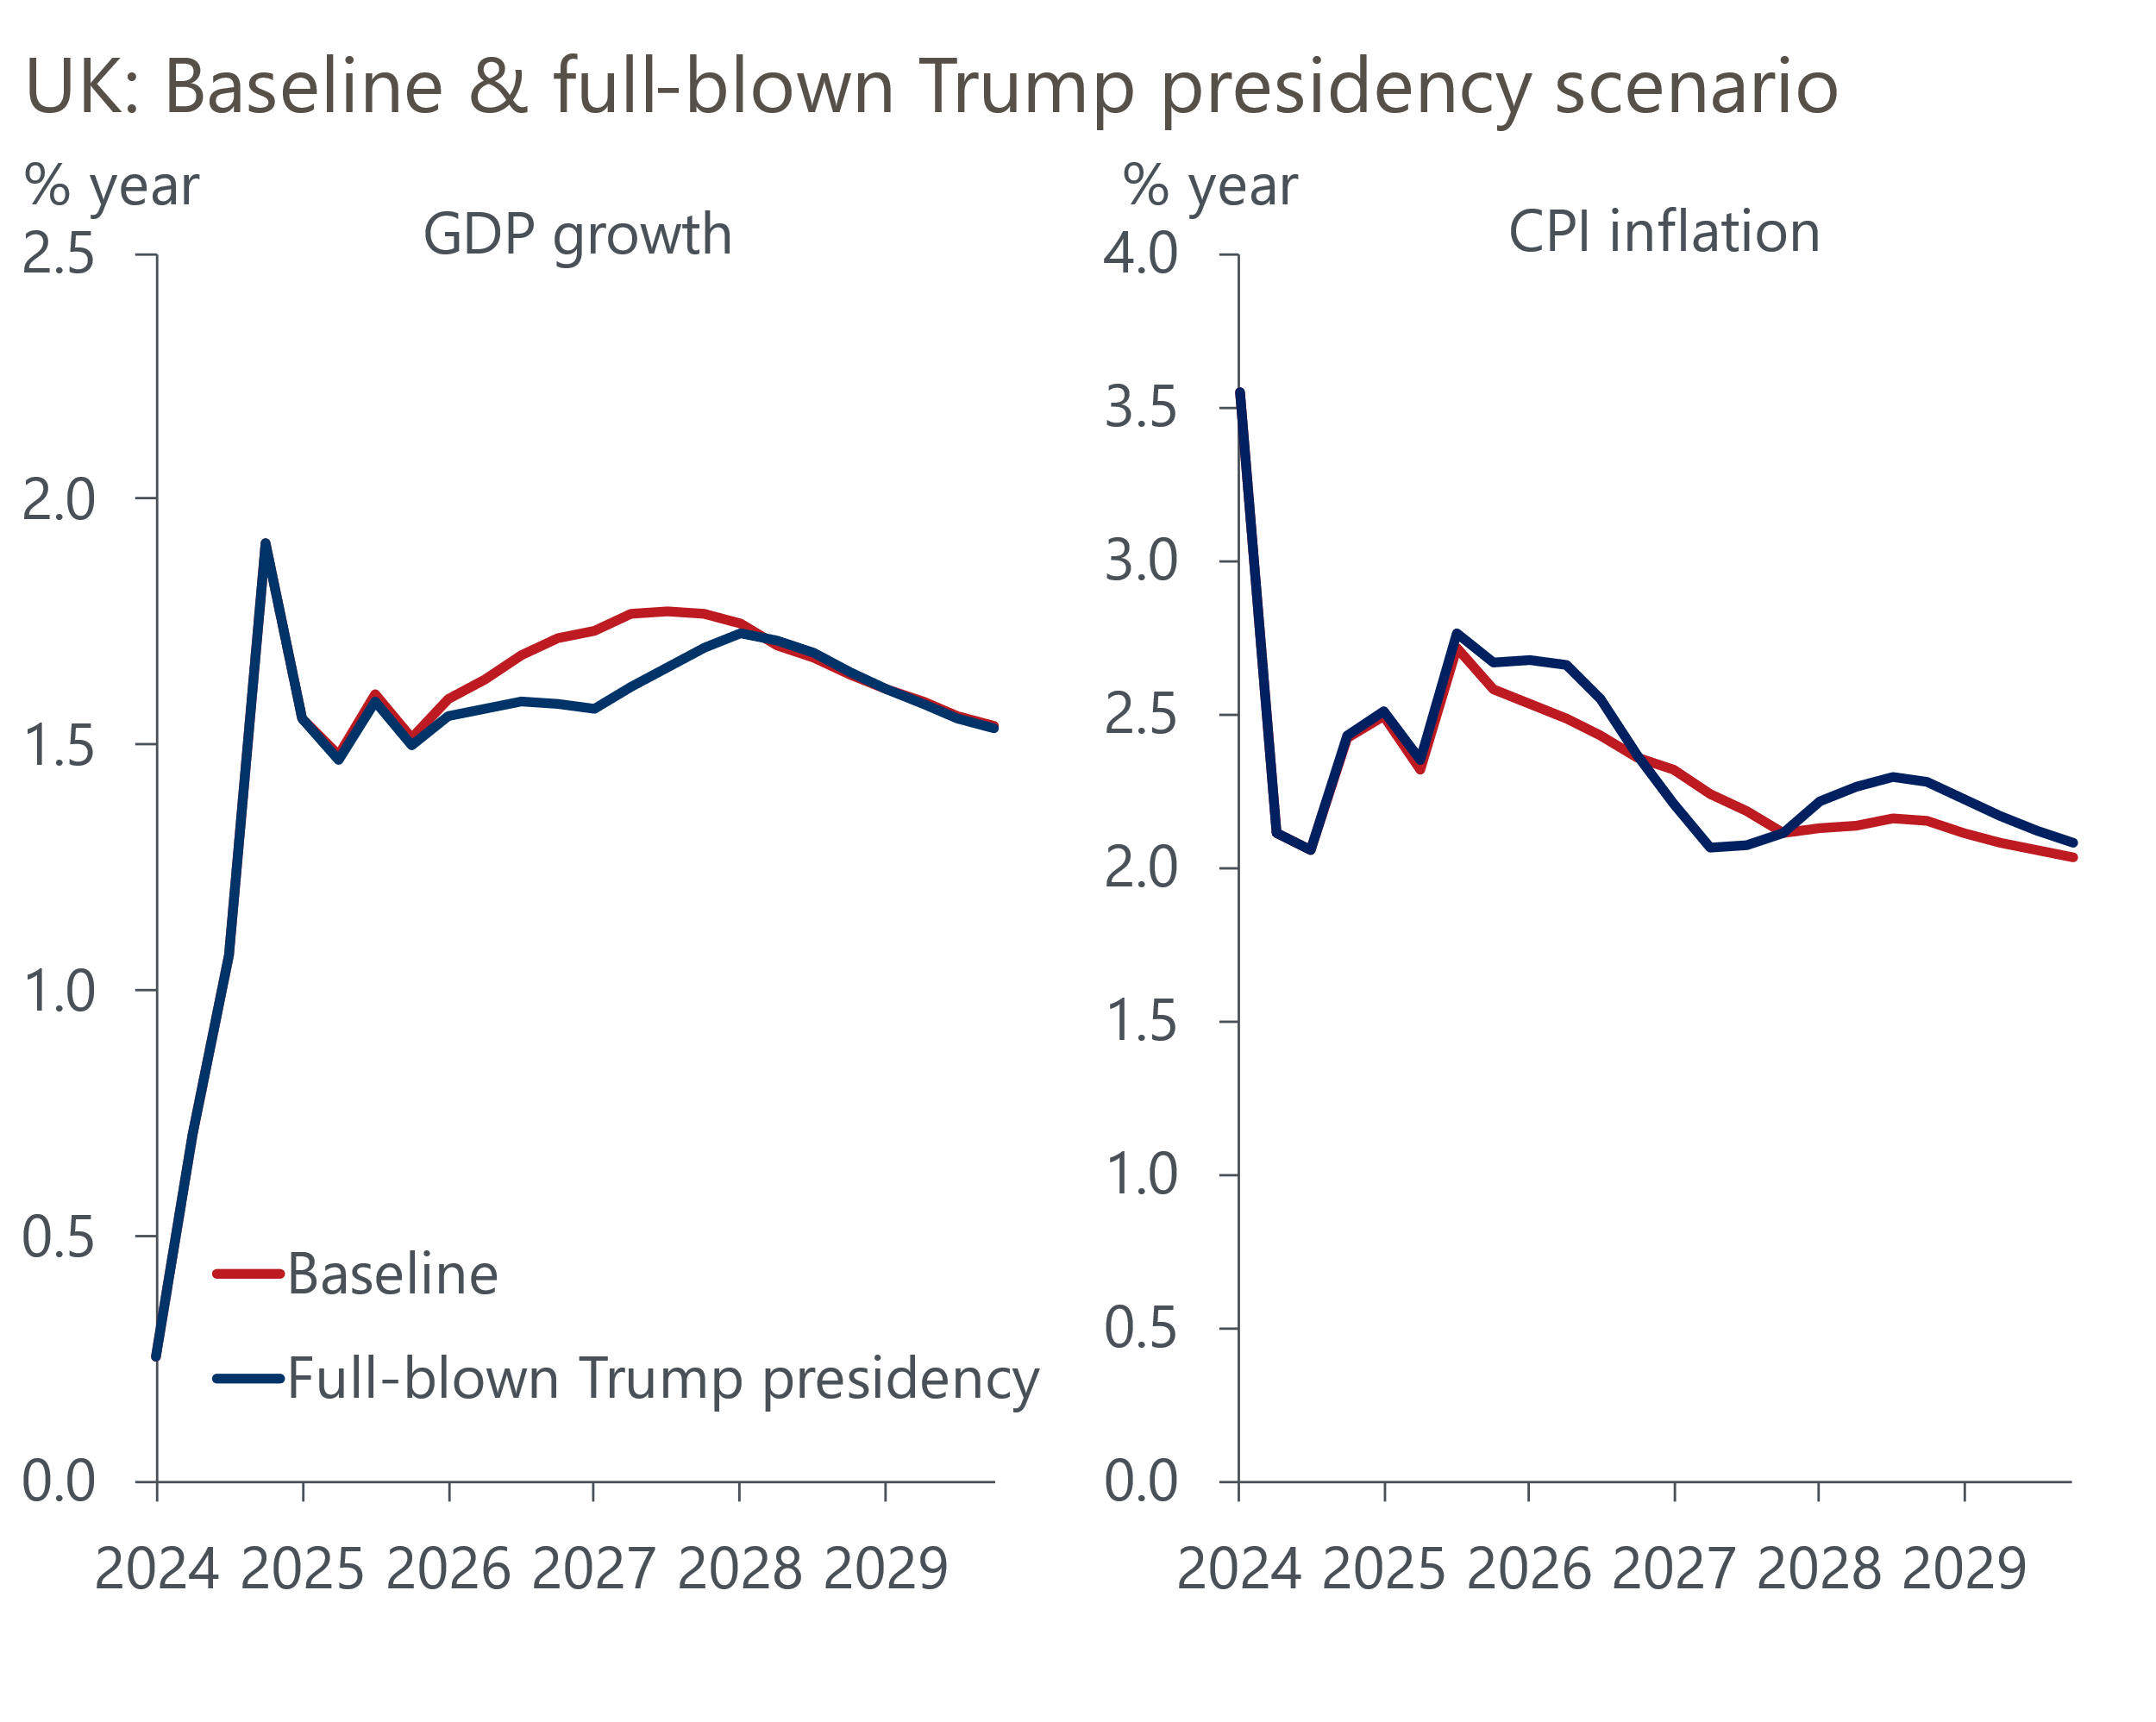 UK: Baseline & full-blown Trump presidency scenario
% year
GDP growth
2.5
2.0
1.5
1.0
0.5
0.0
Baseline
Full-blown Trump presidency
2024 2025 2026 2027 2028 2029
% year
CPI inflation
4.0
3.5
3.0
2.5
2.0
1.5
1.0
0.5
0.0
2024 2025 2026 2027 2028 2029